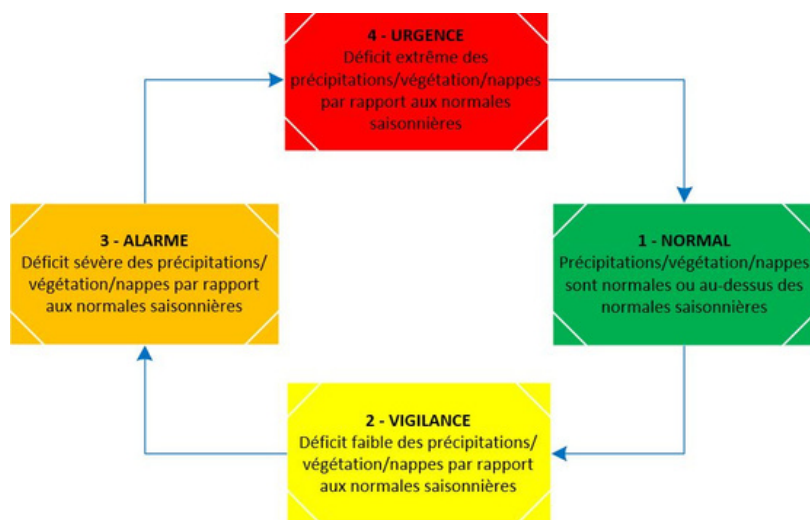 4 - URGENCE
Déficit extrême des
précipitations/végétation/nappes
par rapport aux normales
saisonnières
3 - ALARME
Déficit sévère des précipitations/
végétation/nappes par rapport
aux normales saisonnières
1 - NORMAL
Précipitations/végétation/nappes
sont normales ou au-dessus des
normales saisonnières
2 - VIGILANCE
Déficit faible des précipitations/
végétation/nappes par rapport
aux normales saisonnières